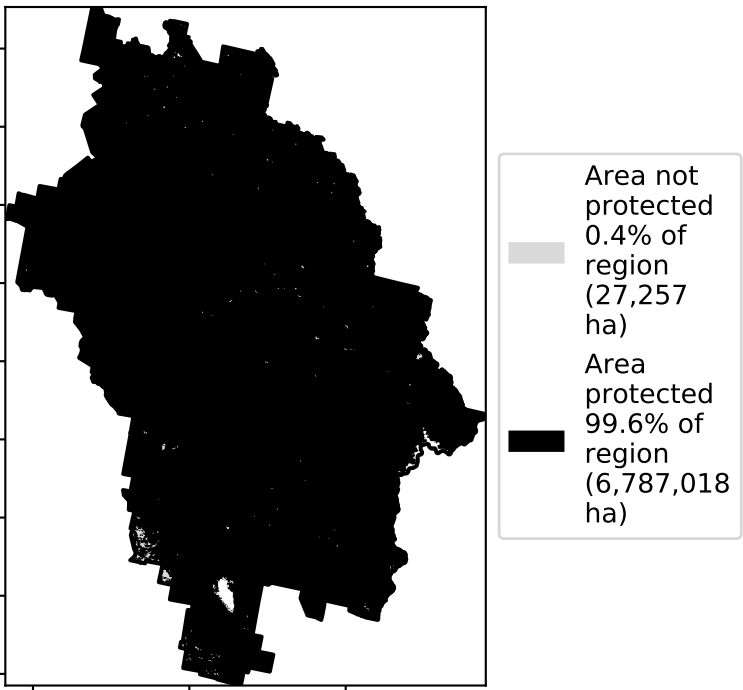 Area not
protected
0.4% of
region
(27,257
ha)
Area
protected
99.6% of
region
(6,787,018
ha)